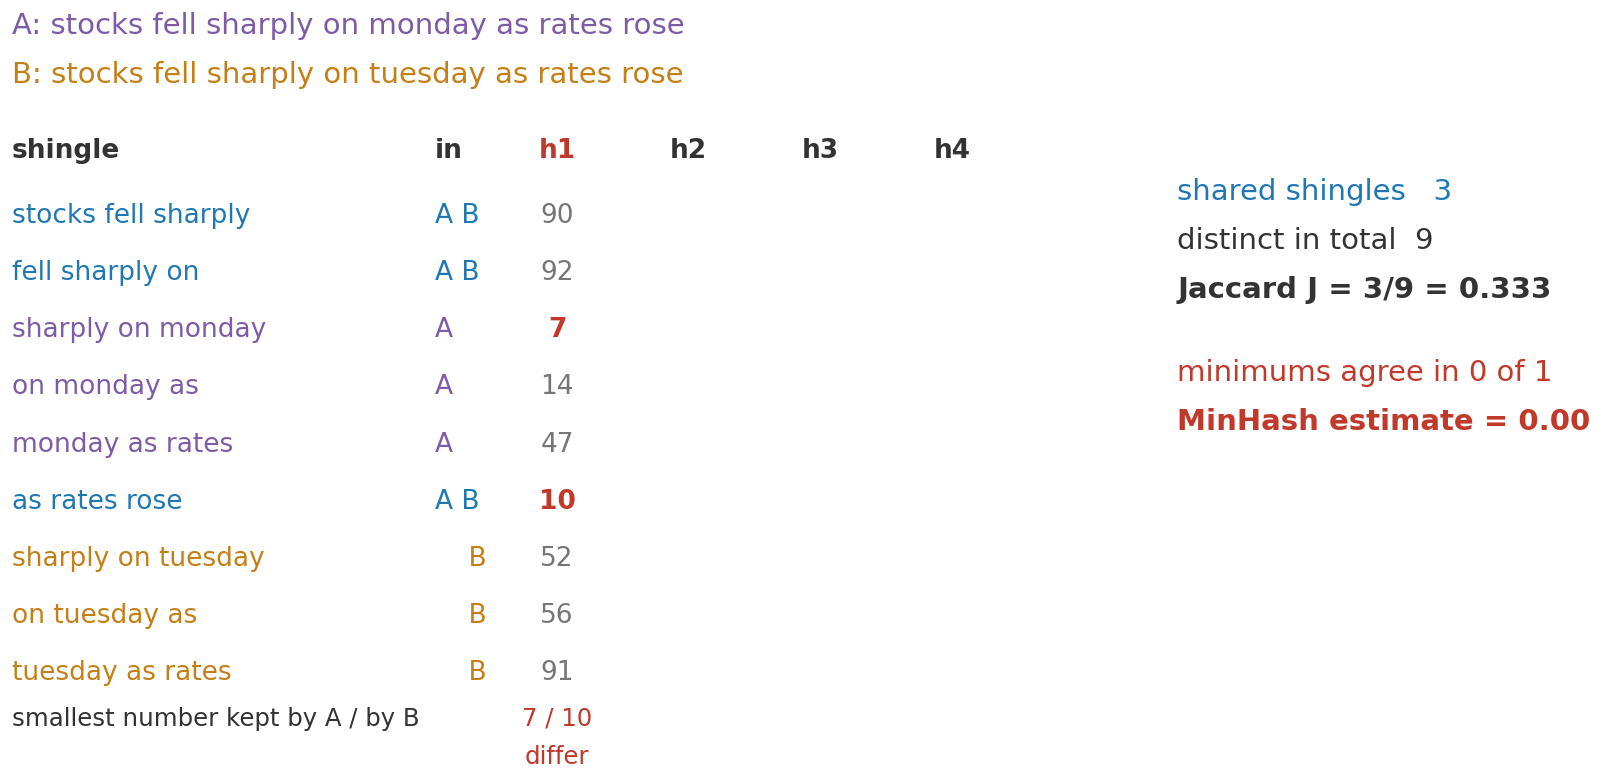 A: stocks fell sharply on monday as rates rose
B: stocks fell sharply on tuesday as rates rose
shingle in h1 h2 h3 h4
stocks fell sharply A B 90
fell sharply on A B 92
sharply on monday A 7
on monday as A 14
monday as rates A 47
as rates rose A B 10
sharply on tuesday B 52
on tuesday as B 56
tuesday as rates B 91
smallest number kept by A / by B 7 / 10
differ
shared shingles 3
distinct in total 9
Jaccard J = 3/9 = 0.333
minimums agree in 0 of 1
MinHash estimate = 0.00